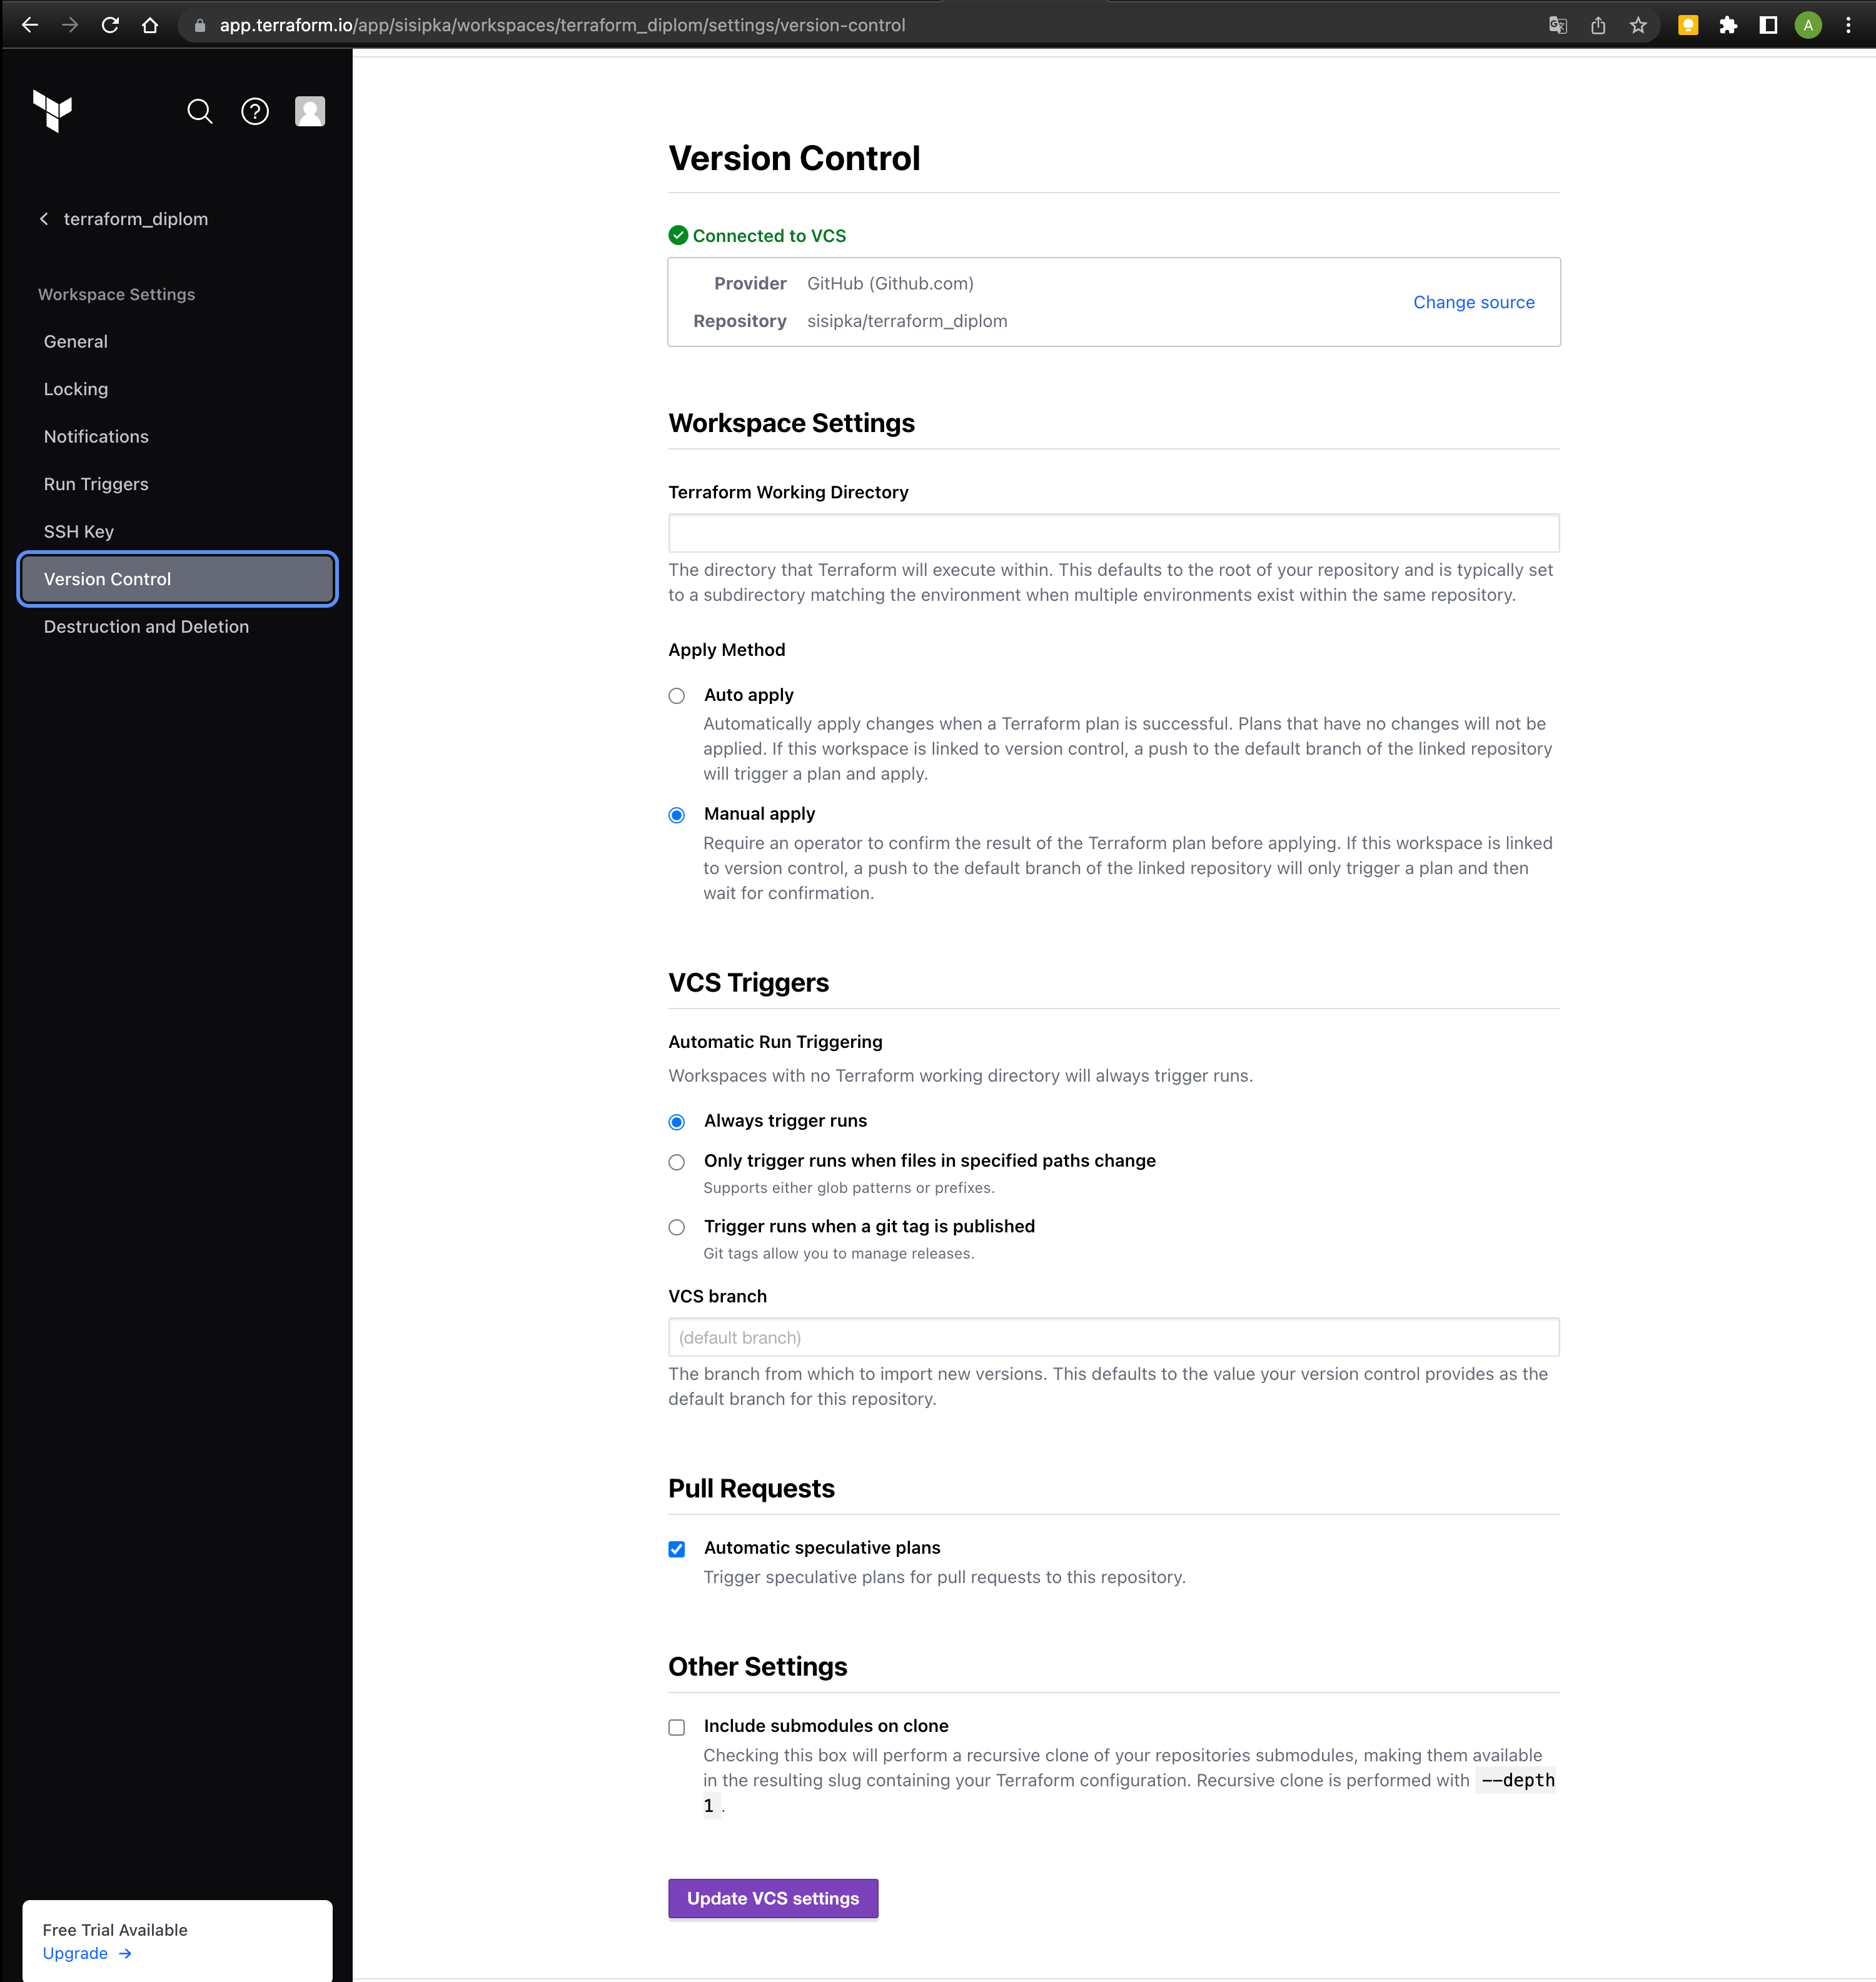 app.terraform.io/app/sisipka/workspaces/terraform_diplom/settings/version-control
A
?
terraform_diplom
Workspace Settings
General
Locking
Notifications
Run Triggers
SSH Key
Version Control
Destruction and Deletion
Free Trial Available
Upgrade →
Version Control
Connected to VCS
Provider GitHub (Github.com)
Change source
Repository sisipka/terraform_diplom
Workspace Settings
Terraform Working Directory
The directory that Terraform will execute within. This defaults to the root of your repository and is typically set
to a subdirectory matching the environment when multiple environments exist within the same repository.
Apply Method
Auto apply
Automatically apply changes when a Terraform plan is successful. Plans that have no changes will not be
applied. If this workspace is linked to version control, a push to the default branch of the linked repository
will trigger a plan and apply.
Manual apply
Require an operator to confirm the result of the Terraform plan before applying. If this workspace is linked
to version control, a push to the default branch of the linked repository will only trigger a plan and then
wait for confirmation.
VCS Triggers
Automatic Run Triggering
Workspaces with no Terraform working directory will always trigger runs.
Always trigger runs
Only trigger runs when files in specified paths change
Supports either glob patterns or prefixes.
Trigger runs when a git tag is published
Git tags allow you to manage releases.
VCS branch
(default branch)
The branch from which to import new versions. This defaults to the value your version control provides as the
default branch for this repository.
Pull Requests
Automatic speculative plans
Trigger speculative plans for pull requests to this repository.
Other Settings
Include submodules on clone
Checking this box will perform a recursive clone of your repositories submodules, making them available
in the resulting slug containing your Terraform configuration. Recursive clone is performed with --depth
1 .
Update VCS settings